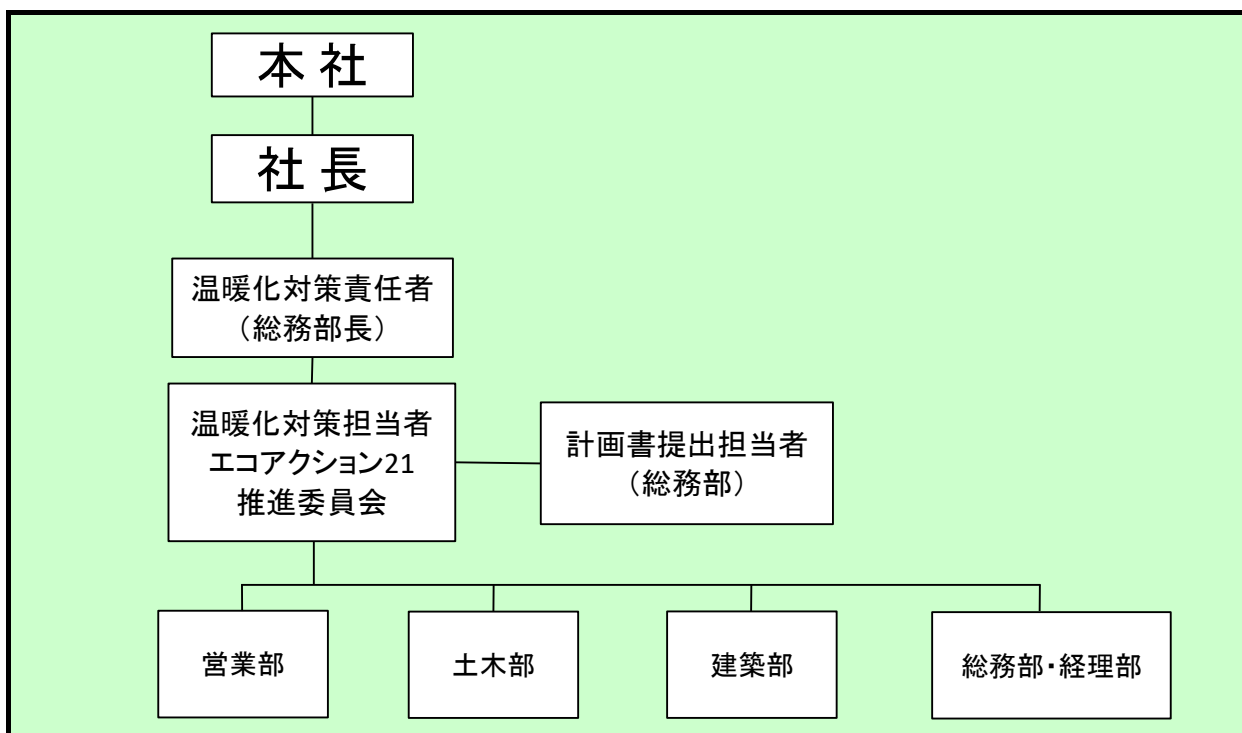 本 社
社 長
温暖化対策責任者
（総務部長）
温暖化対策担当者
エコアクション21
推進委員会
計画書提出担当者
（総務部）
営業部
土木部
建築部
総務部・経理部